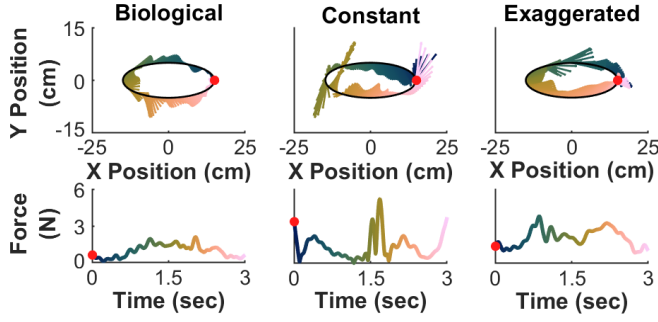 Biological Constant Exaggerated
Y Position
(cm)
15
0
-15
-25 0 25 -25 0 25 -25 0 25
X Position (cm) X Position (cm) X Position (cm)
Force
(N)
6
3
0
0 1.5 3 0 1.5 3 0 1.5 3
Time (sec) Time (sec) Time (sec)